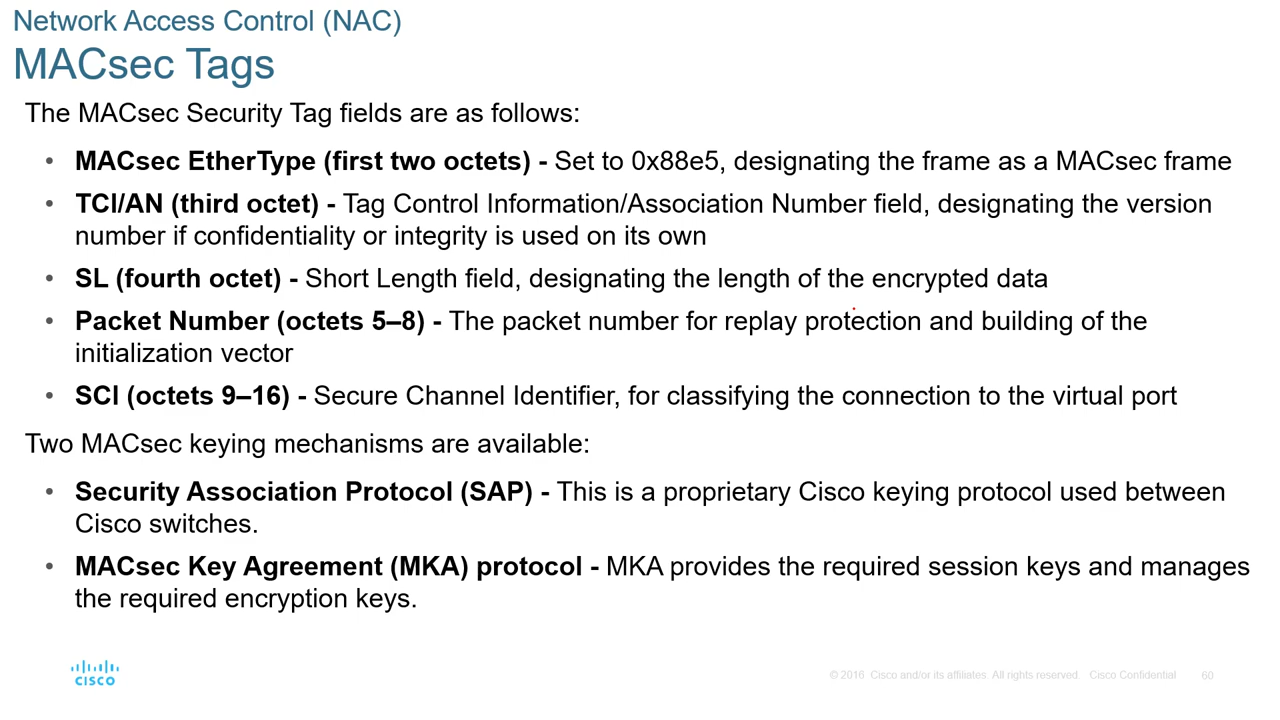 Network Access Control (NAC)
MACsec Tags
The MACsec Security Tag fields are as follows:
• MACsec EtherType (first two octets) - Set to 0x88e5, designating the frame as a MACsec frame
• TCI/AN (third octet) - Tag Control Information/Association Number field, designating the version
number if confidentiality or integrity is used on its own
• SL (fourth octet) - Short Length field, designating the length of the encrypted data
• Packet Number (octets 5–8) - The packet number for replay protection and building of the
initialization vector
• SCI (octets 9–16) - Secure Channel Identifier, for classifying the connection to the virtual port
Two MACsec keying mechanisms are available:
• Security Association Protocol (SAP) - This is a proprietary Cisco keying protocol used between
Cisco switches.
• MACsec Key Agreement (MKA) protocol - MKA provides the required session keys and manages
the required encryption keys.
CISCO
© 2016 Cisco and/or its affiliates. All rights reserved. Cisco Confidential 60